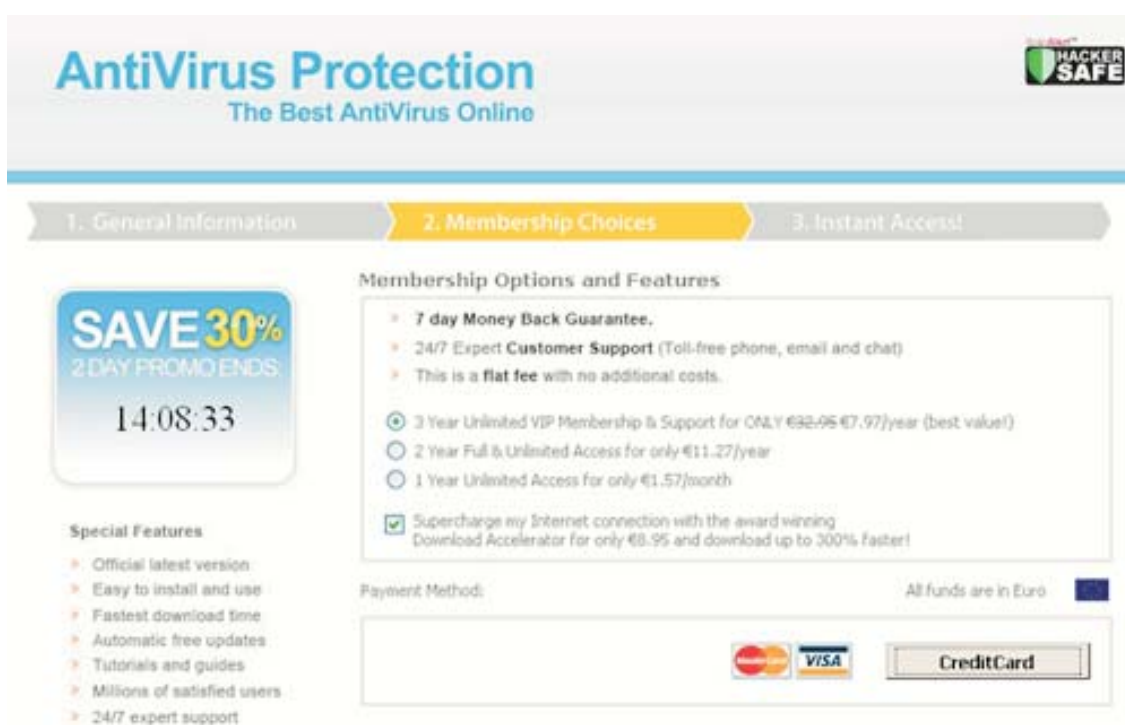 AntiVirus Protection
The Best AntiVirus Online
HACKER
SAFE
1. General Information
2. Membership Choices
3. Instant Access!
SAVE 30%
2 DAY PROMO ENDS:
14:08:33
Special Features
Official latest version
Easy to install and use
Fastest download time
Automatic free updates
Tutorials and guides
Millions of satisfied users
24/7 expert support
Membership Options and Features
7 day Money Back Guarantee.
24/7 Expert Customer Support (Toll-free phone, email and chat)
This is a flat fee with no additional costs.
3 Year Unlimited VIP Membership & Support for ONLY €32.95 €7.97/year (best value!)
2 Year Full & Unlimited Access for only €11.27/year
1 Year Unlimited Access for only €1.57/month
Supercharge my Internet connection with the award winning
Download Accelerator for only €8.95 and download up to 300% faster!
Payment Method:
All funds are in Euro
MasterCard
VISA
CreditCard